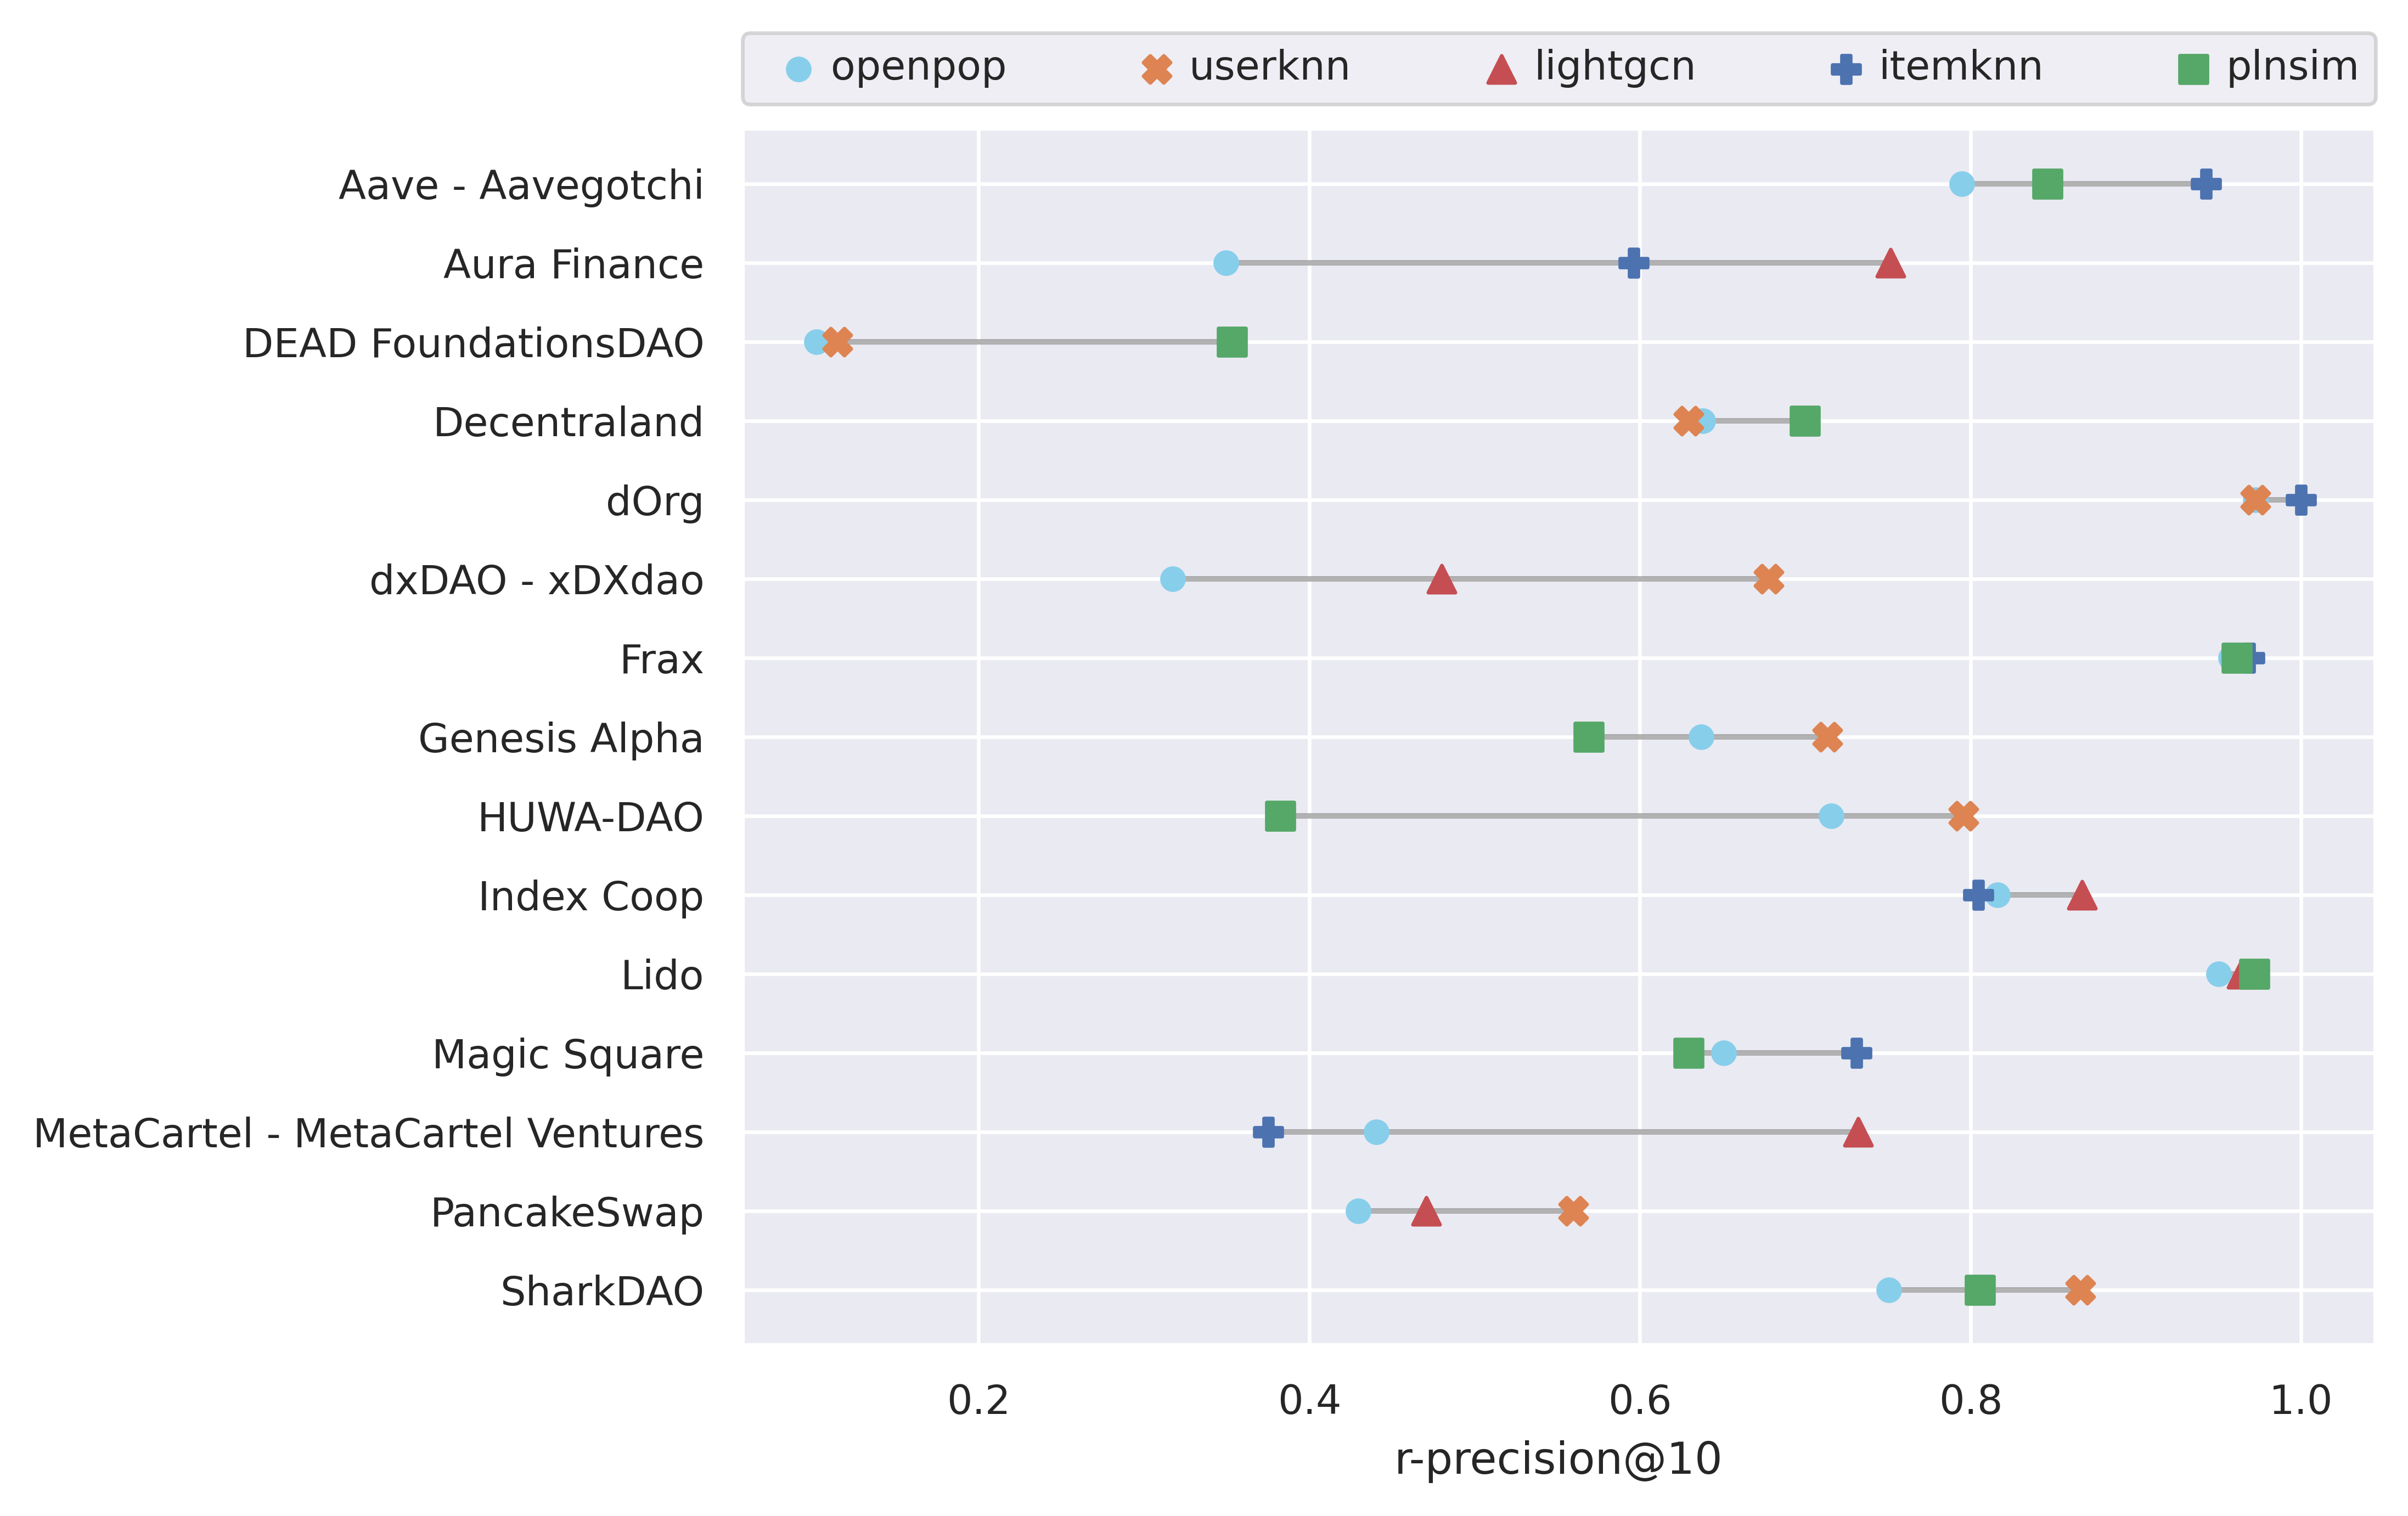 openpop userknn lightgcn itemknn plnsim
Aave - Aavegotchi
Aura Finance
DEAD FoundationsDAO
Decentraland
dOrg
dxDAO - xDXdao
Frax
Genesis Alpha
HUWA-DAO
Index Coop
Lido
Magic Square
MetaCartel - MetaCartel Ventures
PancakeSwap
SharkDAO
0.2 0.4 0.6 0.8 1.0
r-precision@10